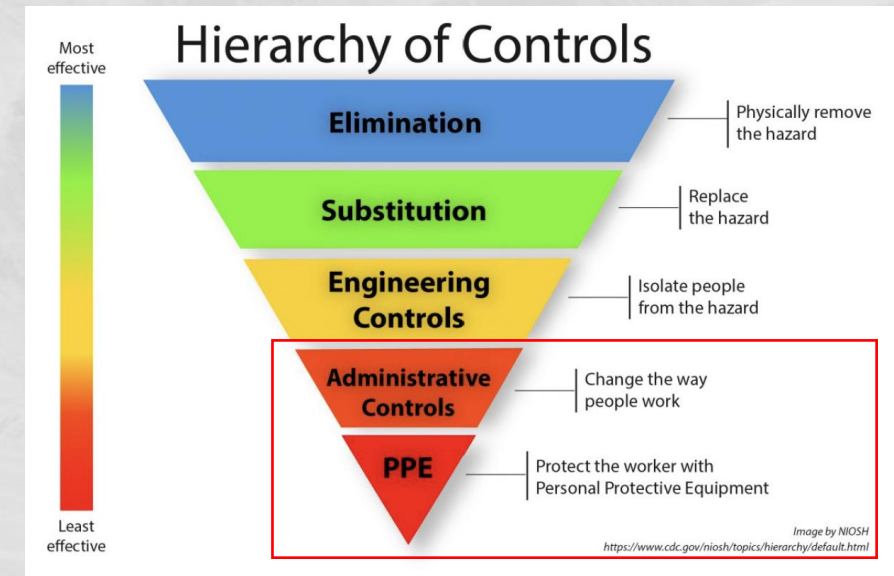 Hierarchy of Controls
Most
effective
Elimination
Physically remove
the hazard
Substitution
Replace
the hazard
Engineering
Controls
Isolate people
from the hazard
Administrative
Controls
Change the way
people work
PPE
Protect the worker with
Personal Protective Equipment
Least
effective
Image by NIOSH
https://www.cdc.gov/niosh/topics/hierarchy/default.html